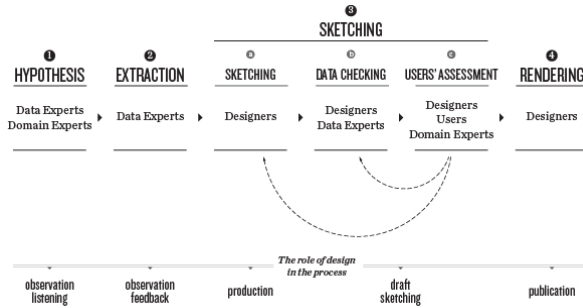 3
SKETCHING
1
2
a
b
c
4
HYPOTHESIS
EXTRACTION
SKETCHING
DATA CHECKING
USERS' ASSESSMENT
RENDERING
Data Experts
Domain Experts
Data Experts
Designers
Designers
Data Experts
Designers
Users
Domain Experts
Designers
The role of design
in the process
observation
listening
observation
feedback
production
draft
sketching
publication